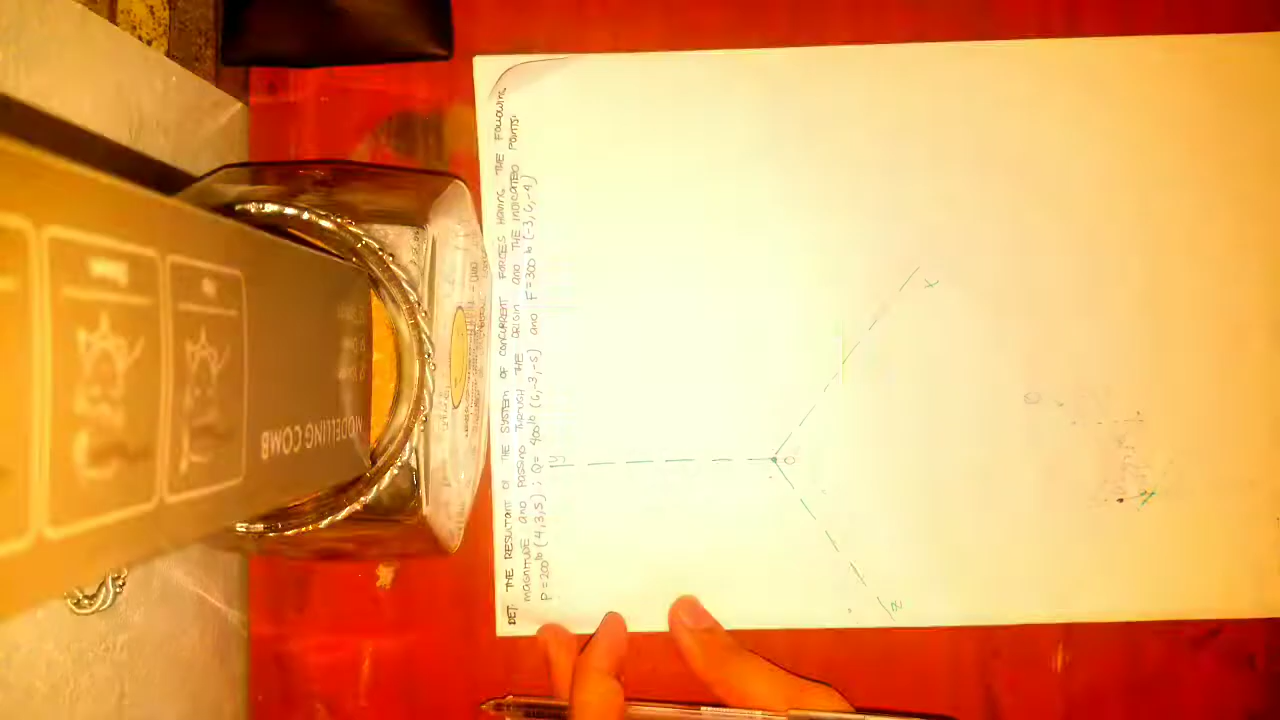 DET: THE RESULTANT OF THE SYSTEM OF CONCURRENT FORCES HAVING THE FOLLOWING
MAGNITUDE AND PASSING THROUGH THE ORIGIN AND THE INDICATED POINTS:
P=200 lb (4,3,5) ; Q= 400 lb (6,-3,-5) AND F=300 lb (-3,6,-4)
y
x
O
z
MODELLING COMB